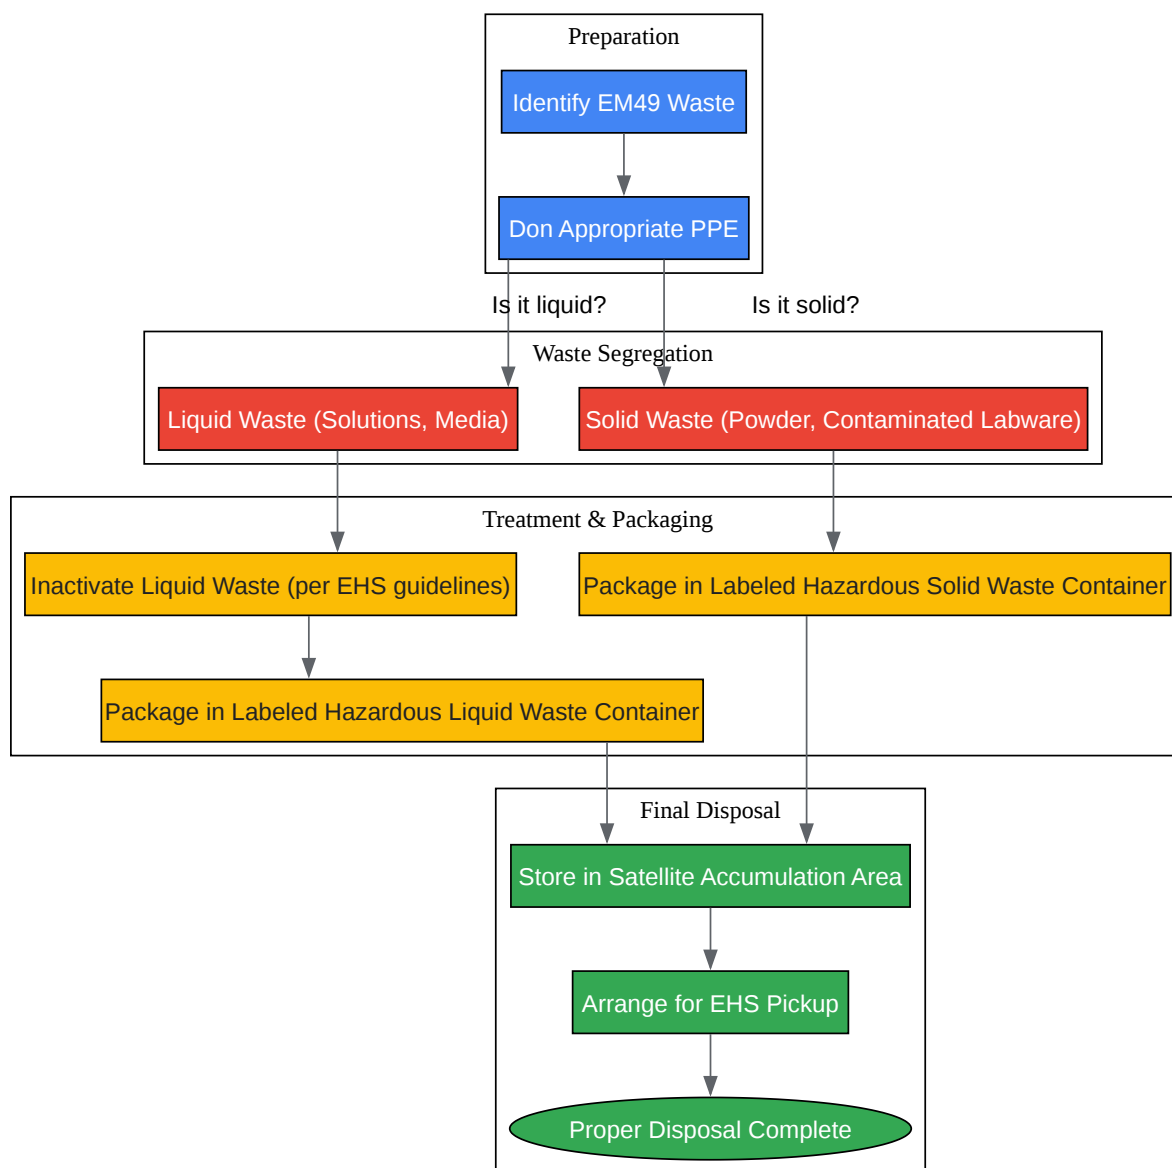 Preparation
Identify EM49 Waste
Don Appropriate PPE
Is it liquid?
Is it solid?
Waste Segregation
Liquid Waste (Solutions, Media)
Solid Waste (Powder, Contaminated Labware)
Treatment & Packaging
Inactivate Liquid Waste (per EHS guidelines)
Package in Labeled Hazardous Solid Waste Container
Package in Labeled Hazardous Liquid Waste Container
Final Disposal
Store in Satellite Accumulation Area
Arrange for EHS Pickup
Proper Disposal Complete